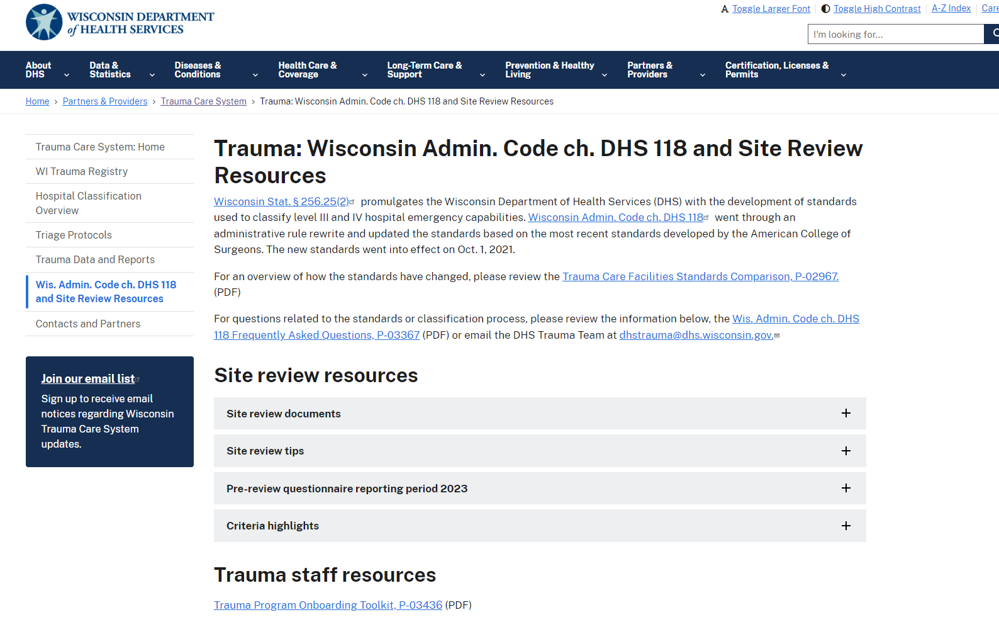 WISCONSIN DEPARTMENT
of HEALTH SERVICES
A Toggle Larger Font
Toggle High Contrast
A-Z Index
I'm looking for...
About
DHS
Data &
Statistics
Diseases &
Conditions
Health Care &
Coverage
Long-Term Care &
Support
Prevention & Healthy
Living
Partners &
Providers
Certification, Licenses &
Permits
Home › Partners & Providers › Trauma Care System › Trauma: Wisconsin Admin. Code ch. DHS 118 and Site Review Resources
Trauma Care System: Home
WI Trauma Registry
Hospital Classification
Overview
Triage Protocols
Trauma Data and Reports
Wis. Admin. Code ch. DHS 118
and Site Review Resources
Contacts and Partners
Join our email list
Sign up to receive email
notices regarding Wisconsin
Trauma Care System
updates.
Trauma: Wisconsin Admin. Code ch. DHS 118 and Site Review
Resources
Wisconsin Stat. § 256.25(2) promulgates the Wisconsin Department of Health Services (DHS) with the development of standards
used to classify level III and IV hospital emergency capabilities. Wisconsin Admin. Code ch. DHS 118 went through an
administrative rule rewrite and updated the standards based on the most recent standards developed by the American College of
Surgeons. The new standards went into effect on Oct. 1, 2021.
For an overview of how the standards have changed, please review the Trauma Care Facilities Standards Comparison, P-02967.
(PDF)
For questions related to the standards or classification process, please review the information below, the Wis. Admin. Code ch. DHS
118 Frequently Asked Questions, P-03367 (PDF) or email the DHS Trauma Team at dhstrauma@dhs.wisconsin.gov.
Site review resources
Site review documents
Site review tips
Pre-review questionnaire reporting period 2023
Criteria highlights
Trauma staff resources
Trauma Program Onboarding Toolkit, P-03436 (PDF)